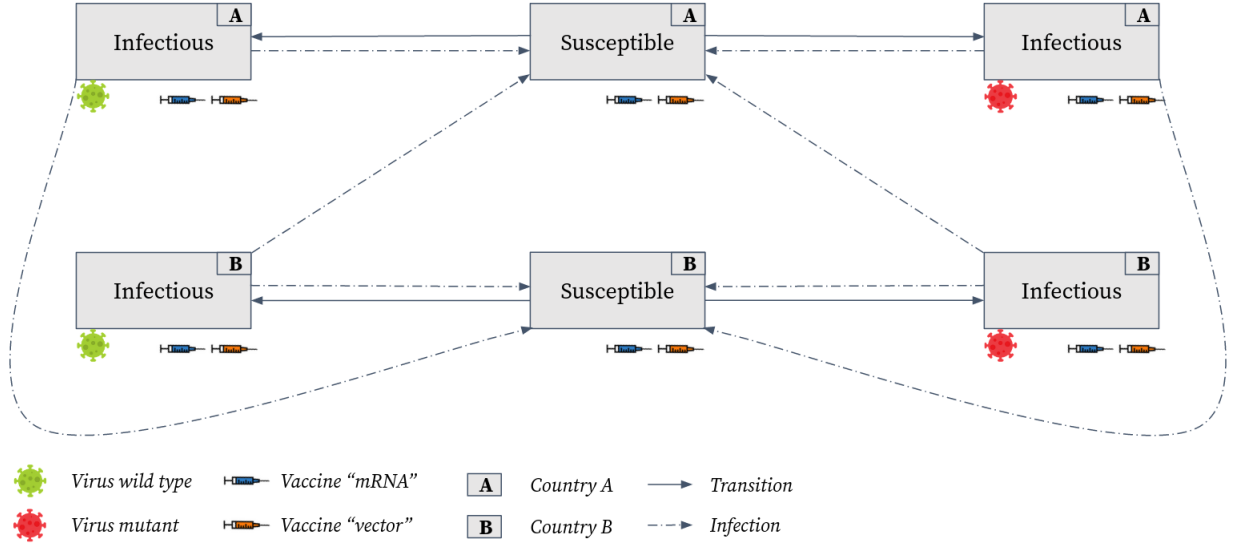 A
Infectious
A
Susceptible
A
Infectious
B
Infectious
B
Susceptible
B
Infectious
Virus wild type
Vaccine “mRNA”
A
Country A
Transition
Virus mutant
Vaccine “vector”
B
Country B
Infection